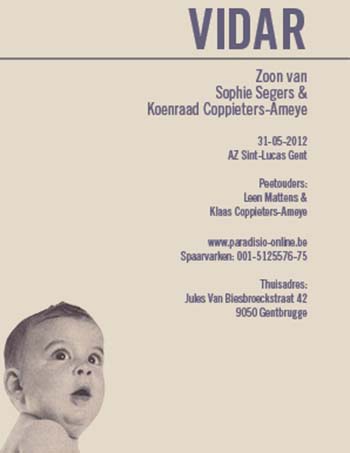 VIDAR
Zoon van
Sophie Segers &
Koenraad Coppieters-Ameye
31-05-2012
AZ Sint-Lucas Gent
Peetouders:
Leen Mattens &
Klaas Coppieters-Ameye
www.paradisio-online.be
Spaarvarken: 001-5125576-75
Thuisadres:
Jules Van Biesbroeckstraat 42
9050 Gentbrugge